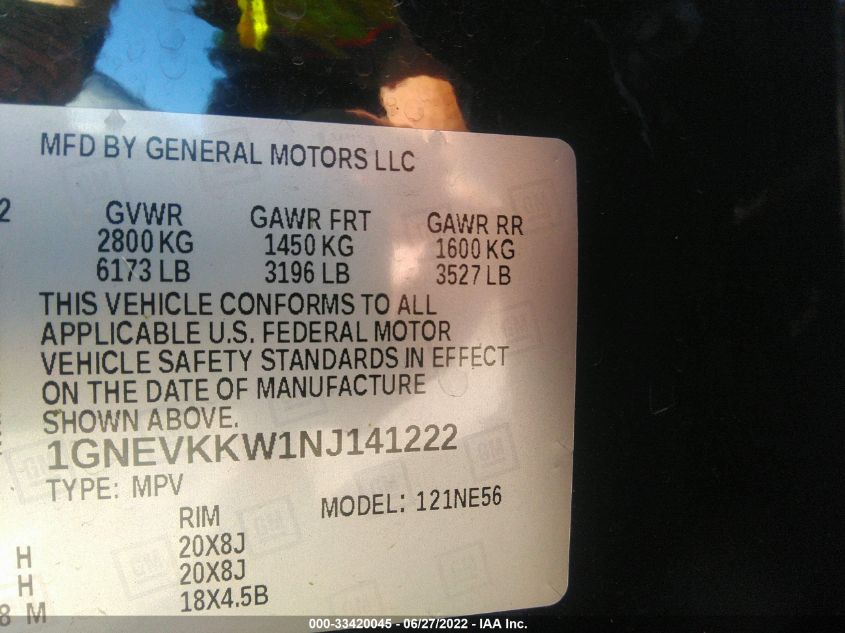 MFD BY GENERAL MOTORS LLC
2 GVWR GAWR FRT GAWR RR
2800 KG 1450 KG 1600 KG
6173 LB 3196 LB 3527 LB
THIS VEHICLE CONFORMS TO ALL
APPLICABLE U.S. FEDERAL MOTOR
VEHICLE SAFETY STANDARDS IN EFFECT
ON THE DATE OF MANUFACTURE
SHOWN ABOVE.
1GNEVKKW1NJ141222
TYPE: MPV
MODEL: 121NE56
RIM
H 20X8J
H 20X8J
8 M 18X4.5B
GM
000-33420045 - 06/27/2022 - IAA Inc.